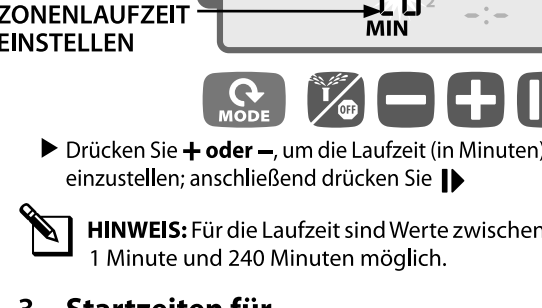 ZONENLAUFZEIT
EINSTELLEN
MIN
2
-:-
MODE
OFF
▶ Drücken Sie + oder –, um die Laufzeit (in Minuten)
einzustellen; anschließend drücken Sie
HINWEIS: Für die Laufzeit sind Werte zwischen
1 Minute und 240 Minuten möglich.
3. Startzeiten für